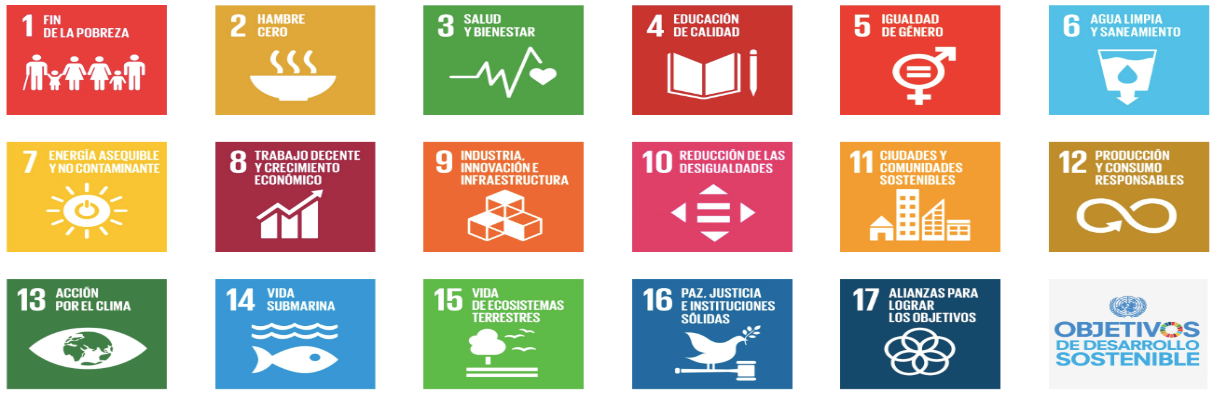 1 FIN
DE LA POBREZA
2 HAMBRE
CERO
3 SALUD
Y BIENESTAR
4 EDUCACIÓN
DE CALIDAD
5 IGUALDAD
DE GÉNERO
6 AGUA LIMPIA
Y SANEAMIENTO
7 ENERGÍA ASEQUIBLE
Y NO CONTAMINANTE
8 TRABAJO DECENTE
Y CRECIMIENTO
ECONÓMICO
9 INDUSTRIA,
INNOVACIÓN E
INFRAESTRUCTURA
10 REDUCCIÓN DE LAS
DESIGUALDADES
11 CIUDADES Y
COMUNIDADES
SOSTENIBLES
12 PRODUCCIÓN
Y CONSUMO
RESPONSABLES
13 ACCIÓN
POR EL CLIMA
14 VIDA
SUBMARINA
15 VIDA
DE ECOSISTEMAS
TERRESTRES
16 PAZ, JUSTICIA
E INSTITUCIONES
SÓLIDAS
17 ALIANZAS PARA
LOGRAR
LOS OBJETIVOS
OBJETIVOS
DE DESARROLLO
SOSTENIBLE